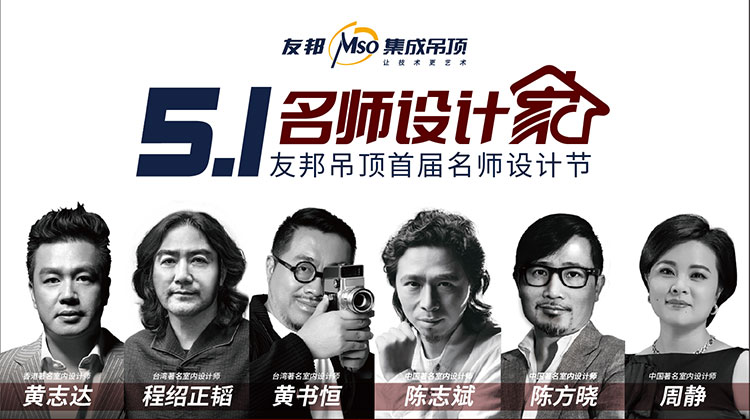 友邦 MSO 集成吊顶
让技术更艺术
5.1 名师设计家
友邦吊顶首届名师设计节
香港著名室内设计师
黄志达
台湾著名室内设计师
程绍正韬
台湾著名室内设计师
黄书恒
中国著名室内设计师
陈志斌
中国著名室内设计师
陈方晓
中国著名室内设计师
周静